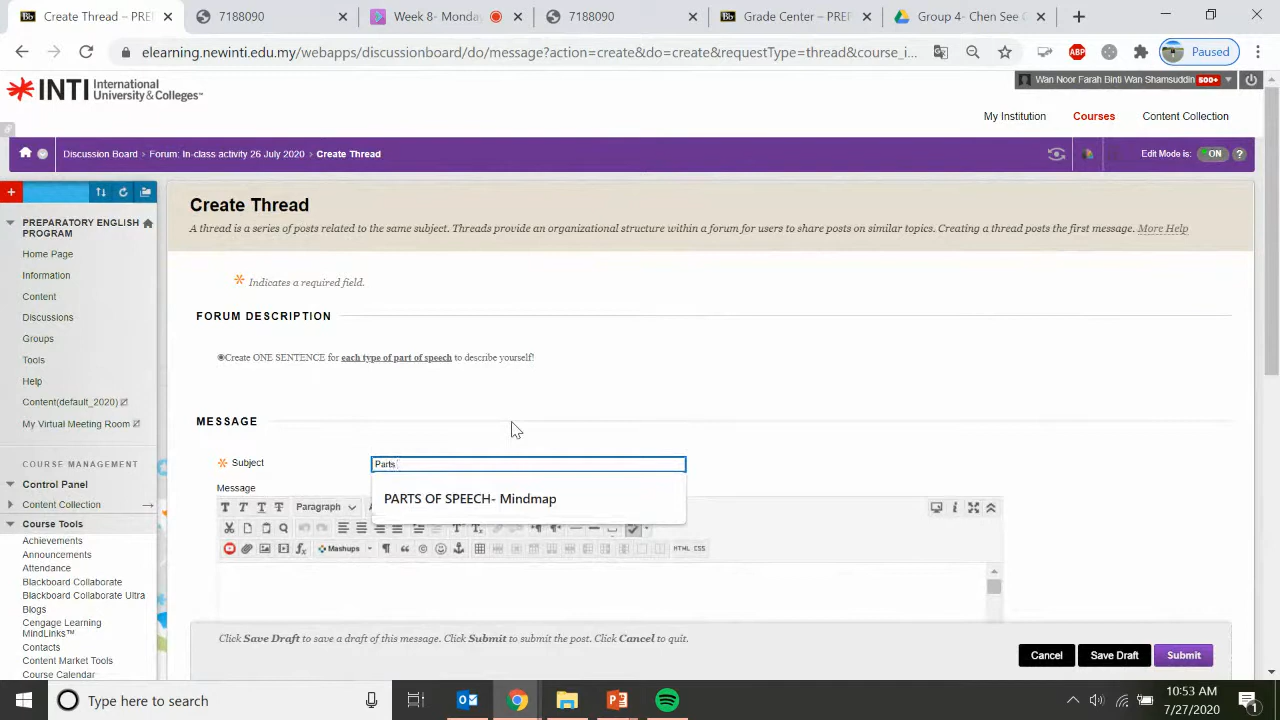 Create Thread -- PRE
7188090
Week 8- Monda
7188090
Grade Center – PREP
Group 4- Chen See C
elearning.newinti.edu.my/webapps/discussionboard/do/message?action=create&do=create&requestType=thread&course_i...
Paused
INTI International University & Colleges™
Wan Noor Farah Binti Wan Shamsuddin 500+
My Institution
Courses
Content Collection
Discussion Board
Forum: In-class activity 26 July 2020
Create Thread
Edit Mode is: ON ?
Create Thread
A thread is a series of posts related to the same subject. Threads provide an organizational structure within a forum for users to share posts on similar topics. Creating a thread posts the first message. More Help
PREPARATORY ENGLISH PROGRAM
Home Page
Information
Content
Discussions
Groups
Tools
Help
Content(default_2020)
My Virtual Meeting Room
COURSE MANAGEMENT
Control Panel
Content Collection
Course Tools
Achievements
Announcements
Attendance
Blackboard Collaborate
Blackboard Collaborate Ultra
Blogs
Cengage Learning MindLinks™
Contacts
Content Market Tools
Course Calendar
Indicates a required field.
FORUM DESCRIPTION
Create ONE SENTENCE for each type of part of speech to describe yourself!
MESSAGE
Subject
Parts
PARTS OF SPEECH- Mindmap
Message
T T T T Paragraph
Mashups
HTML CSS
Click Save Draft to save a draft of this message. Click Submit to submit the post. Click Cancel to quit.
Cancel
Save Draft
Submit
Type here to search
10:53 AM
7/27/2020
1